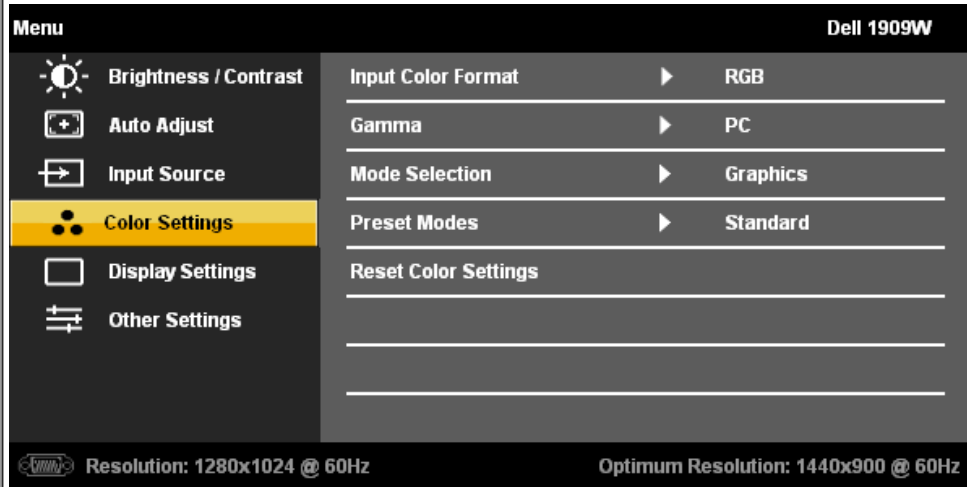 Menu Dell 1909W
Brightness / Contrast Input Color Format RGB
Auto Adjust Gamma PC
Input Source Mode Selection Graphics
Color Settings Preset Modes Standard
Display Settings Reset Color Settings
Other Settings
Resolution: 1280x1024 @ 60Hz Optimum Resolution: 1440x900 @ 60Hz